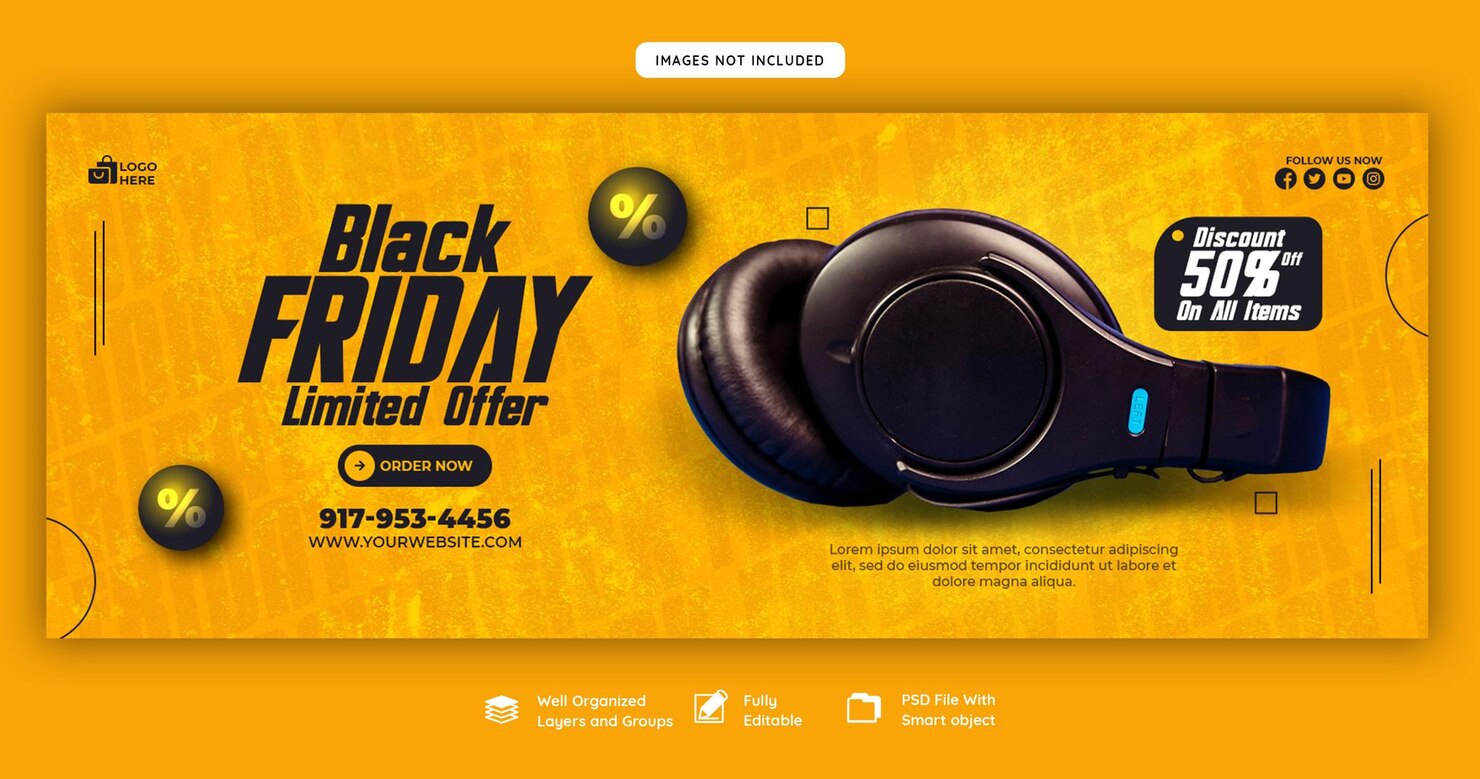 IMAGES NOT INCLUDED
LOGO
HERE
FOLLOW US NOW
%
Black
FRIDAY
Limited Offer
Discount
50% Off
On All Items
LEFT
ORDER NOW
%
917-953-4456
WWW.YOURWEBSITE.COM
Lorem ipsum dolor sit amet, consectetur adipiscing
elit, sed do eiusmod tempor incididunt ut labore et
dolore magna aliqua.
Well Organized
Layers and Groups
Fully
Editable
PSD File With
Smart object